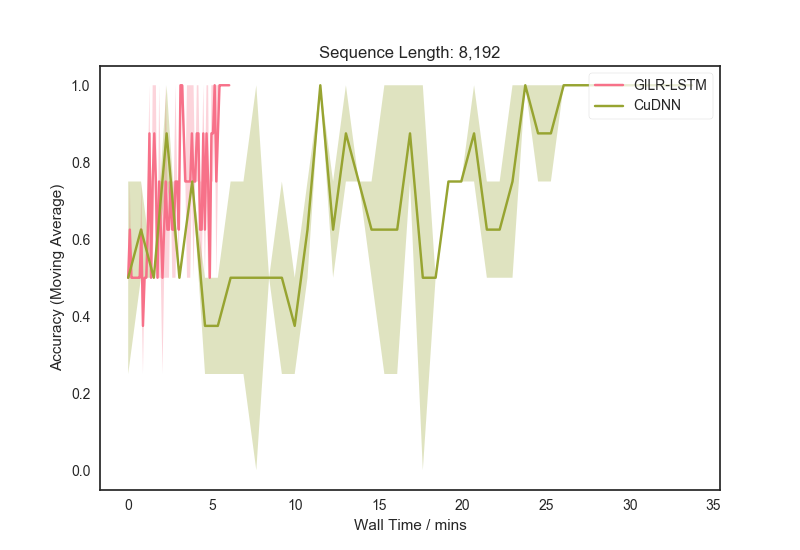 Sequence Length: 8,192
GILR-LSTM
CuDNN
Accuracy (Moving Average)
1.0
0.8
0.6
0.4
0.2
0.0
0 5 10 15 20 25 30 35
Wall Time / mins